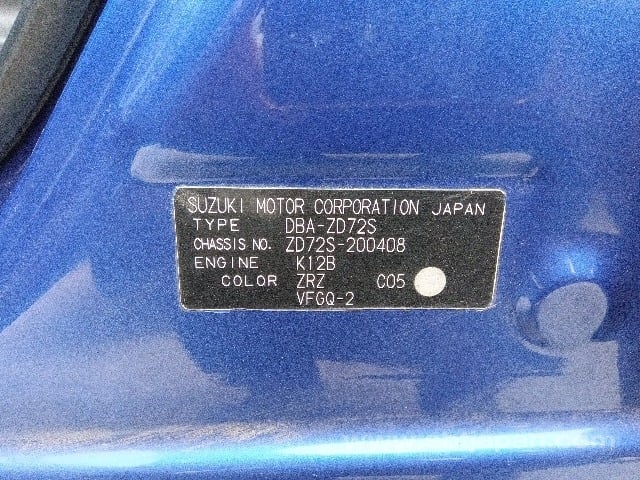 SUZUKI MOTOR CORPORATION JAPAN
TYPE DBA-ZD72S
CHASSIS NO. ZD72S-200408
ENGINE K12B
COLOR ZRZ C05
VFGQ-2